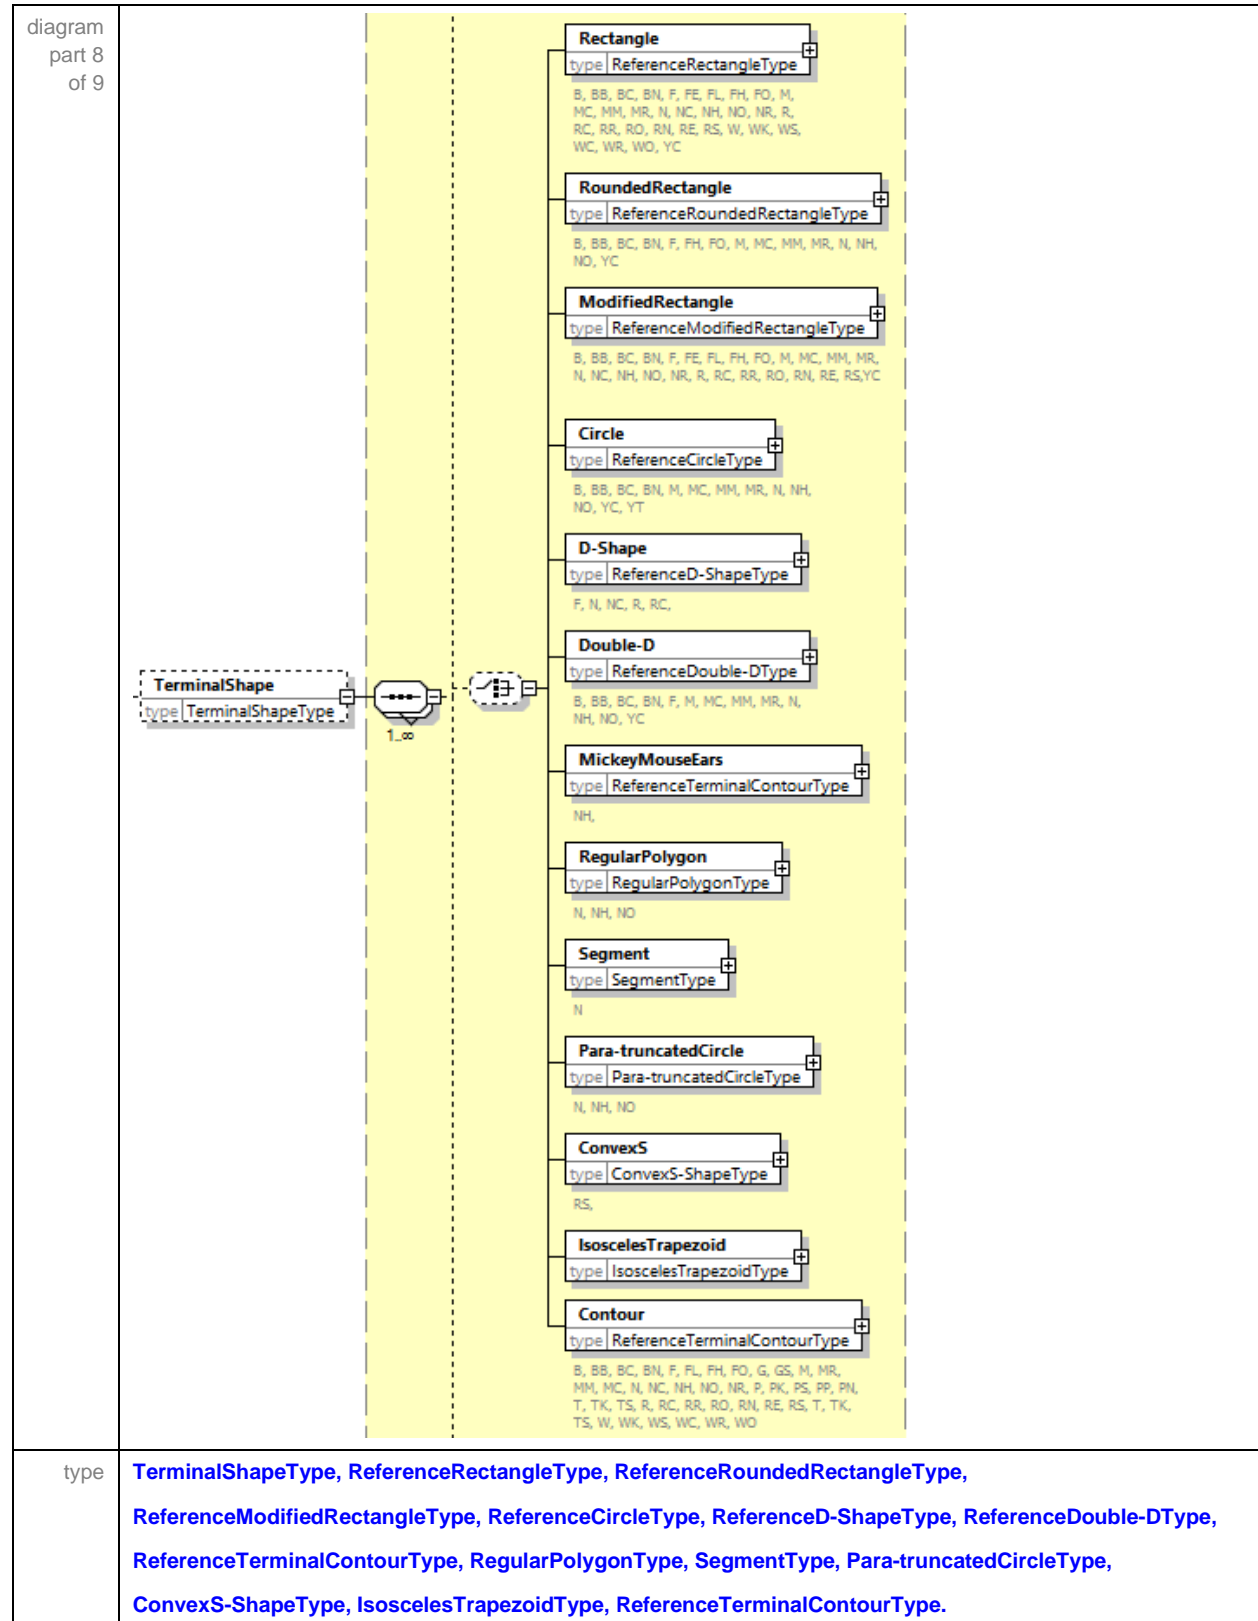 diagram
part 8
of 9
Rectangle
type ReferenceRectangleType
B, BB, BC, BN, F, FE, FL, FH, FO, M,
MC, MM, MR, N, NC, NH, NO, NR, R,
RC, RR, RO, RN, RE, RS, W, WK, WS,
WC, WR, WO, YC
RoundedRectangle
type ReferenceRoundedRectangleType
B, BB, BC, BN, F, FH, FO, M, MC, MM, MR, N, NH,
NO, YC
ModifiedRectangle
type ReferenceModifiedRectangleType
B, BB, BC, BN, F, FE, FL, FH, FO, M, MC, MM, MR,
N, NC, NH, NO, NR, R, RC, RR, RO, RN, RE, RS,YC
Circle
type ReferenceCircleType
B, BB, BC, BN, M, MC, MM, MR, N, NH,
NO, YC, YT
D-Shape
type ReferenceD-ShapeType
F, N, NC, R, RC,
Double-D
type ReferenceDouble-DType
B, BB, BC, BN, F, M, MC, MM, MR, N,
NH, NO, YC
TerminalShape
type TerminalShapeType
1..∞
MickeyMouseEars
type ReferenceTerminalContourType
NH,
RegularPolygon
type RegularPolygonType
N, NH, NO
Segment
type SegmentType
N
Para-truncatedCircle
type Para-truncatedCircleType
N, NH, NO
ConvexS
type ConvexS-ShapeType
RS,
IsoscelesTrapezoid
type IsoscelesTrapezoidType
Contour
type ReferenceTerminalContourType
B, BB, BC, BN, F, FL, FH, FO, G, GS, M, MR,
MM, MC, N, NC, NH, NO, NR, P, PK, PS, PP, PN,
T, TK, TS, R, RC, RR, RO, RN, RE, RS, T, TK,
TS, W, WK, WS, WC, WR, WO
type
TerminalShapeType, ReferenceRectangleType, ReferenceRoundedRectangleType,
ReferenceModifiedRectangleType, ReferenceCircleType, ReferenceD-ShapeType, ReferenceDouble-DType,
ReferenceTerminalContourType, RegularPolygonType, SegmentType, Para-truncatedCircleType,
ConvexS-ShapeType, IsoscelesTrapezoidType, ReferenceTerminalContourType.